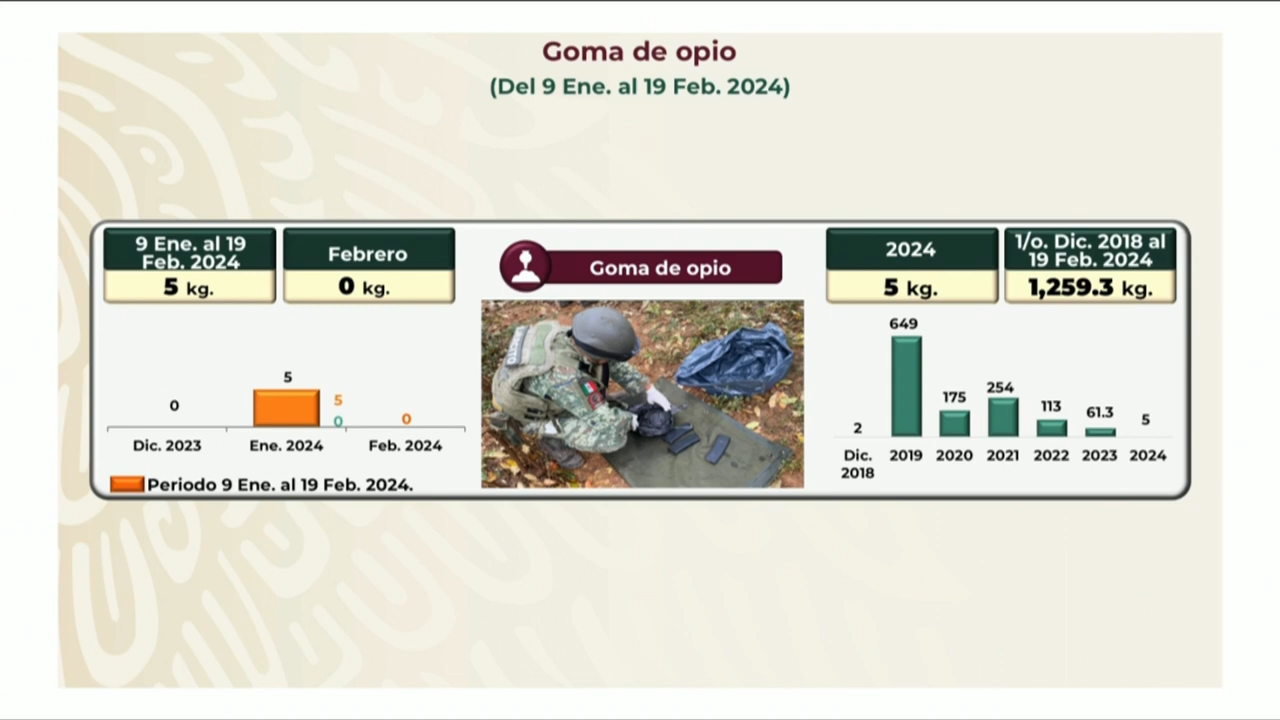 Goma de opio
(Del 9 Ene. al 19 Feb. 2024)
9 Ene. al 19
Feb. 2024
5 kg.
Febrero
0 kg.
0
5
5
0
0
Dic. 2023
Ene. 2024
Feb. 2024
Periodo 9 Ene. al 19 Feb. 2024.
Goma de opio
2024
5 kg.
1/o. Dic. 2018 al
19 Feb. 2024
1,259.3 kg.
2
649
175
254
113
61.3
5
Dic.
2018
2019
2020
2021
2022
2023
2024